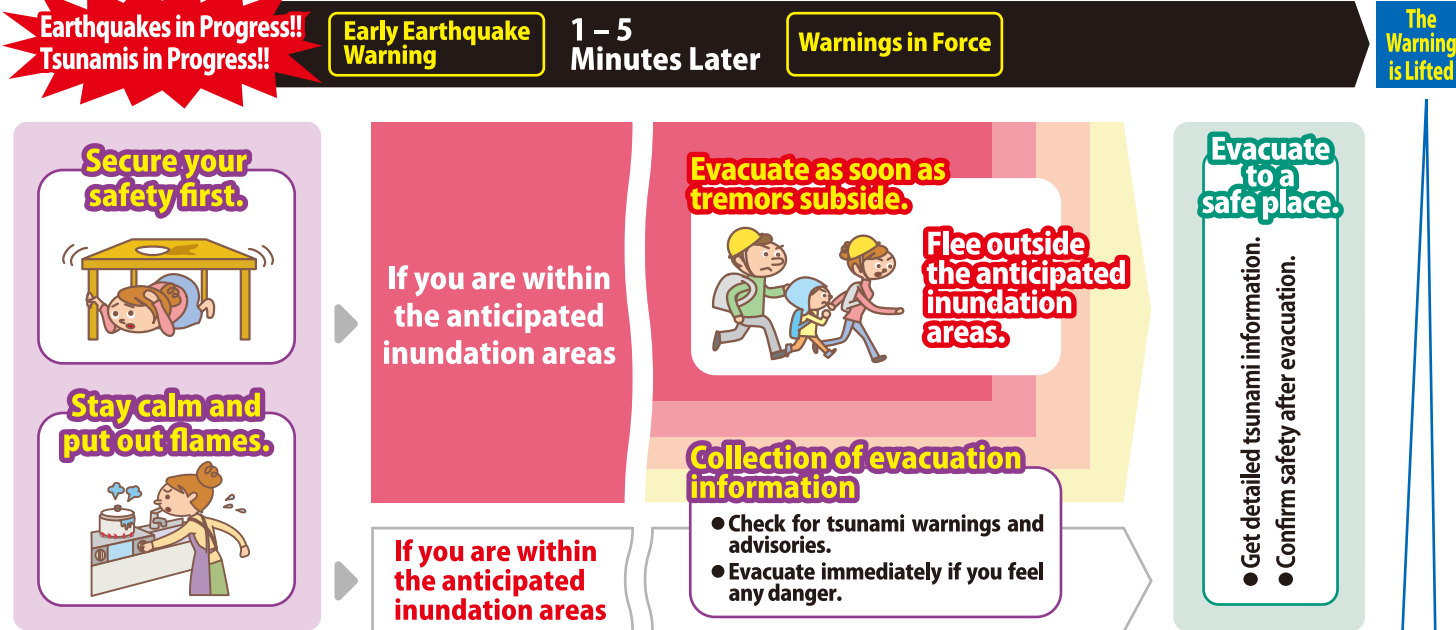 Earthquakes in Progress!!
Tsunamis in Progress!!
Early Earthquake
Warning
1 – 5
Minutes Later
Warnings in Force
The
Warning
is Lifted
Secure your
safety first.
Stay calm and
put out flames.
If you are within
the anticipated
inundation areas
Evacuate as soon as
tremors subside.
Flee outside
the anticipated
inundation
areas.
Collection of evacuation
information
● Check for tsunami warnings and
advisories.
● Evacuate immediately if you feel
any danger.
If you are within
the anticipated
inundation areas
Evacuate
to a
safe place.
● Get detailed tsunami information.
● Confirm safety after evacuation.